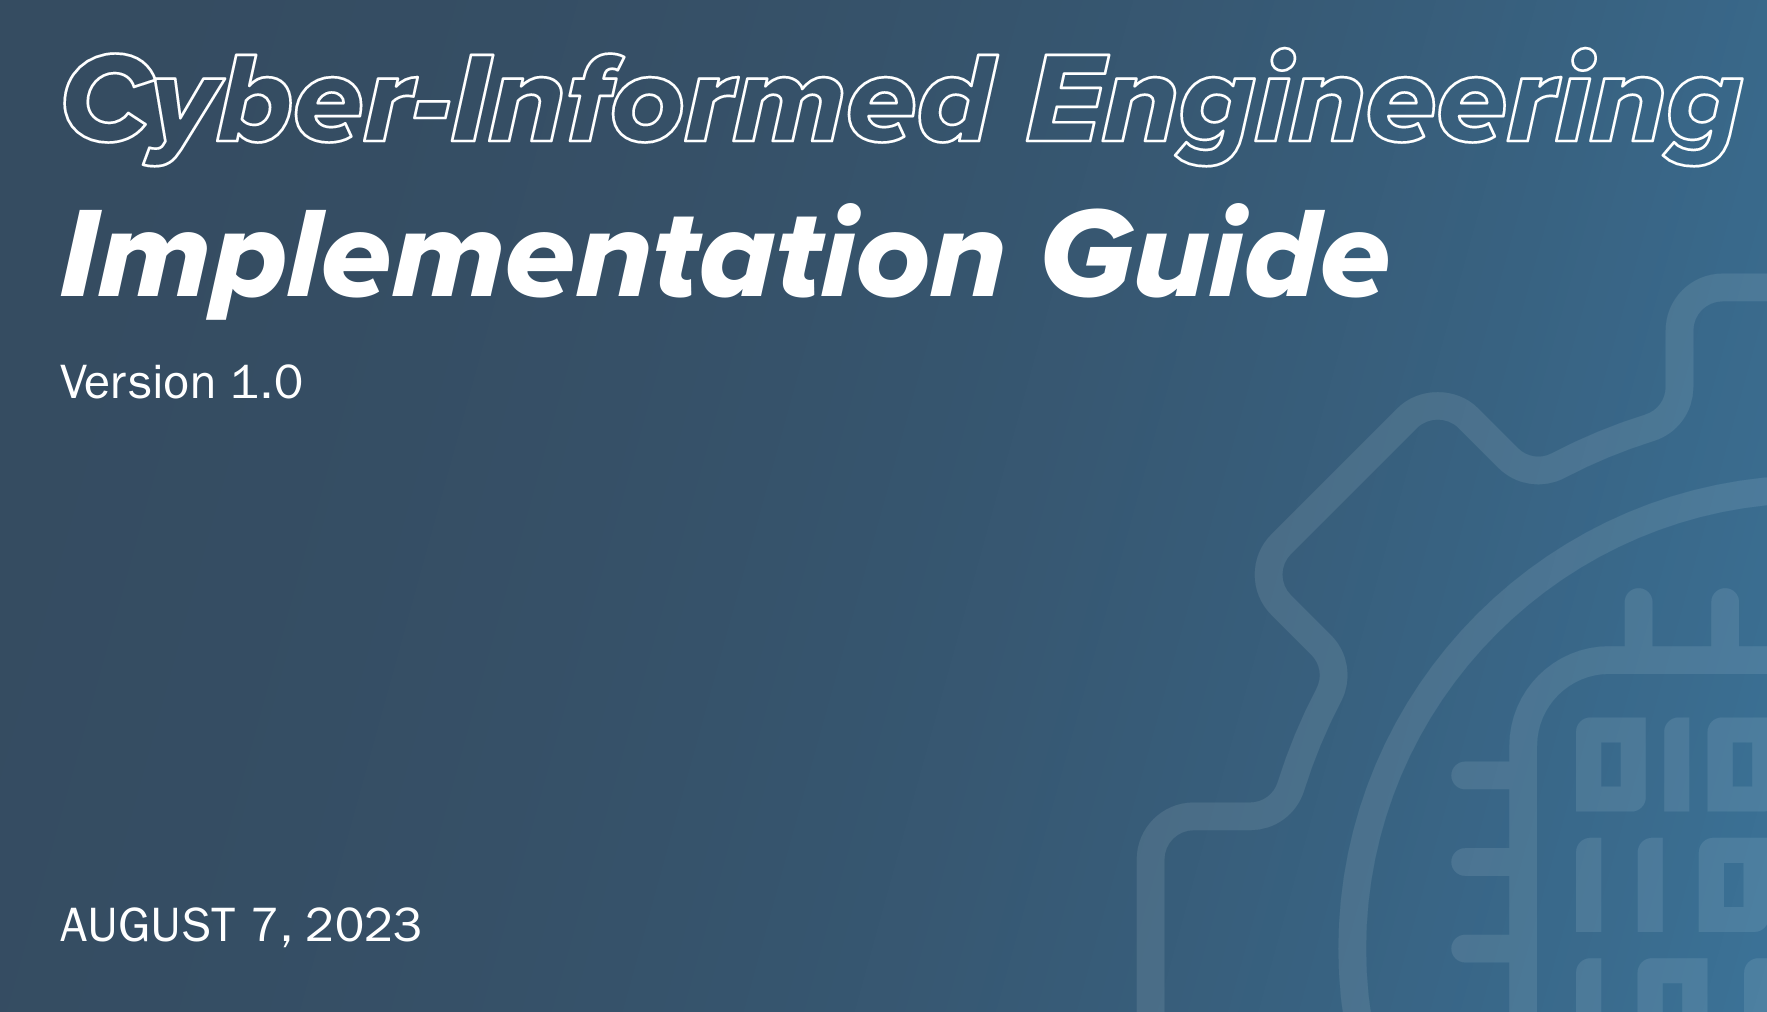 Cyber-Informed Engineering
Implementation Guide
Version 1.0
AUGUST 7, 2023